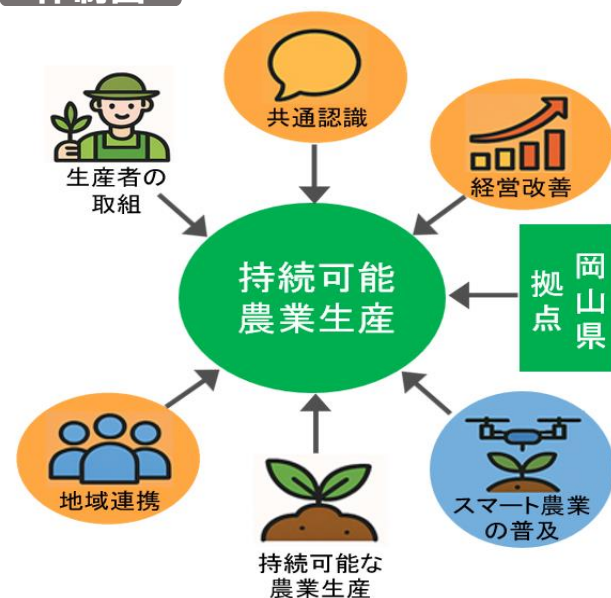 共通認識
生産者の
取組
経営改善
持続可能
農業生産
岡山県
拠点
地域連携
スマート農業
の普及
持続可能な
農業生産